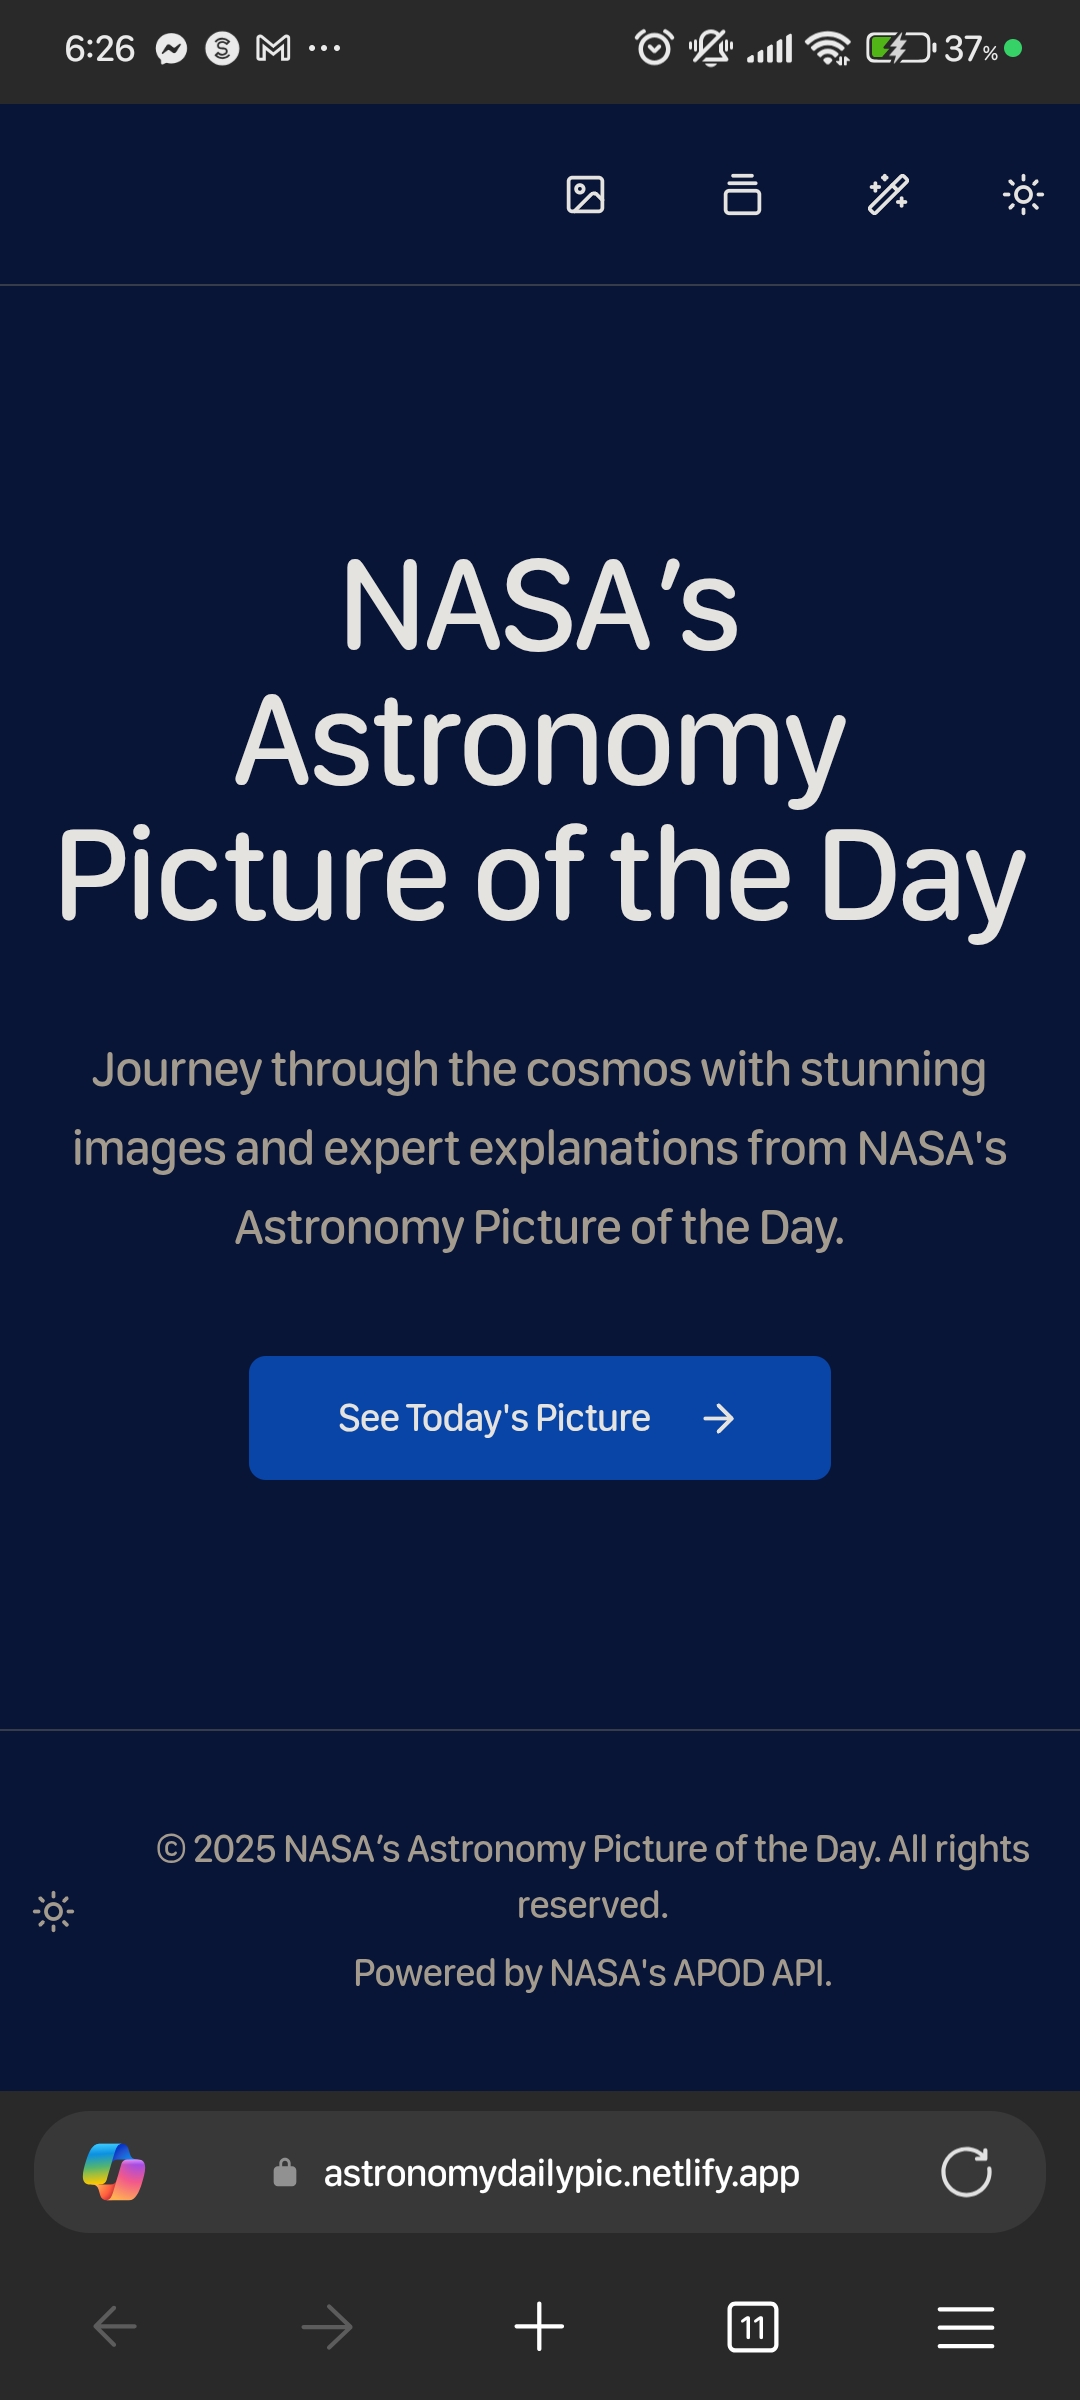 6:26
37%
NASA’s
Astronomy
Picture of the Day
Journey through the cosmos with stunning
images and expert explanations from NASA's
Astronomy Picture of the Day.
See Today's Picture
© 2025 NASA’s Astronomy Picture of the Day. All rights
reserved.
Powered by NASA's APOD API.
astronomydailypic.netlify.app
11